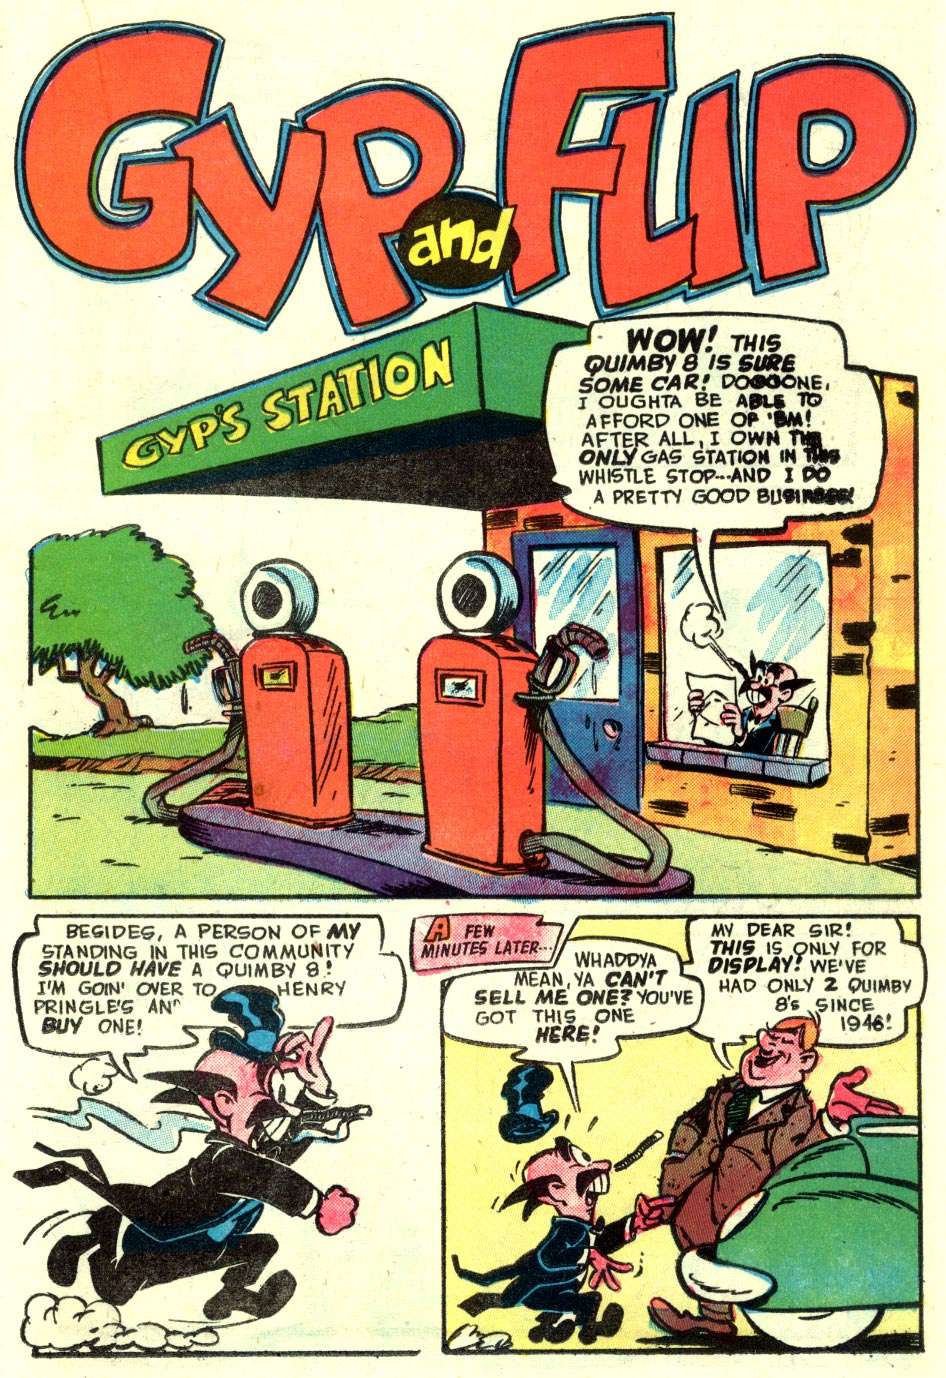 GYP and FLIP
GYP'S STATION
WOW! THIS
QUIMBY 8 IS SURE
SOME CAR! DOGGONE,
I OUGHTA BE ABLE TO
AFFORD ONE OF 'EM!
AFTER ALL, I OWN THE
ONLY GAS STATION IN THIS
WHISTLE STOP---AND I DO
A PRETTY GOOD BUSINESS!
BESIDES, A PERSON OF MY
STANDING IN THIS COMMUNITY
SHOULD HAVE A QUIMBY 8!
I'M GOIN' OVER TO HENRY
PRINGLE'S AN'
BUY ONE!
A FEW
MINUTES LATER---
WHADDYA
MEAN, YA CAN'T
SELL ME ONE? YOU'VE
GOT THIS ONE
HERE!
MY DEAR SIR!
THIS IS ONLY FOR
DISPLAY! WE'VE
HAD ONLY 2 QUIMBY
8's SINCE
1946!